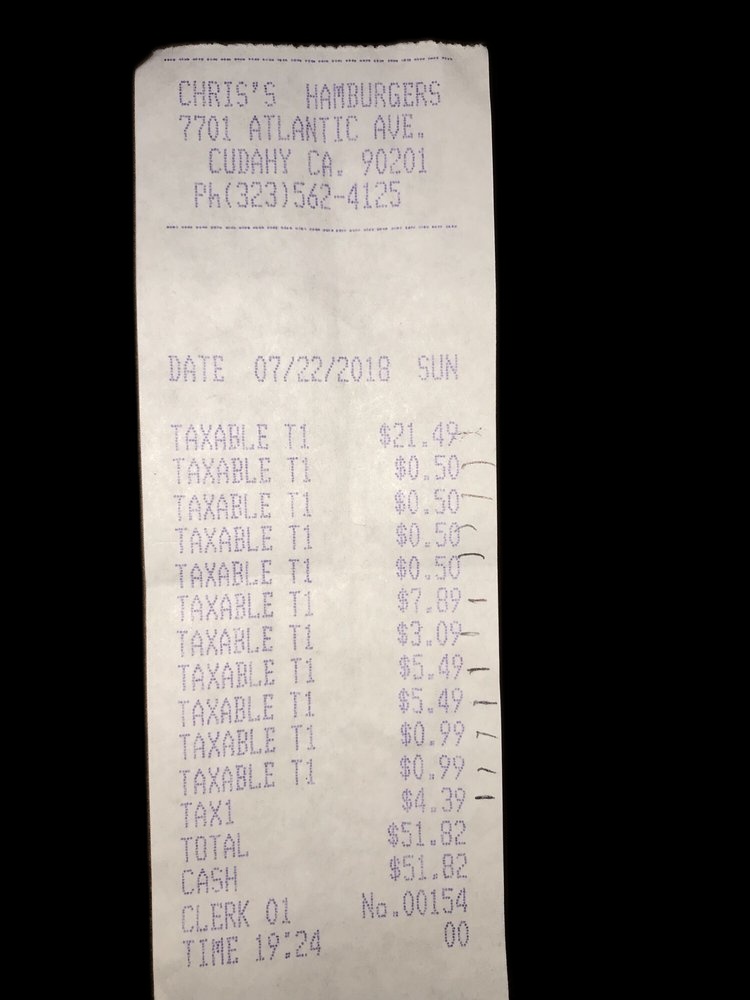 CHRIS'S HAMBURGERS
7701 ATLANTIC AVE.
CUDAHY CA. 90201
Ph(323)562-4125
DATE 07/22/2018 SUN
TAXABLE T1 $21.49
TAXABLE T1 $0.50
TAXABLE T1 $0.50
TAXABLE T1 $0.50
TAXABLE T1 $0.50
TAXABLE T1 $7.89
TAXABLE T1 $3.09
TAXABLE T1 $5.49
TAXABLE T1 $5.49
TAXABLE T1 $0.99
TAXABLE T1 $0.99
TAX1 $4.39
TOTAL $51.82
CASH $51.82
CLERK 01 No.00154
TIME 19:24 00